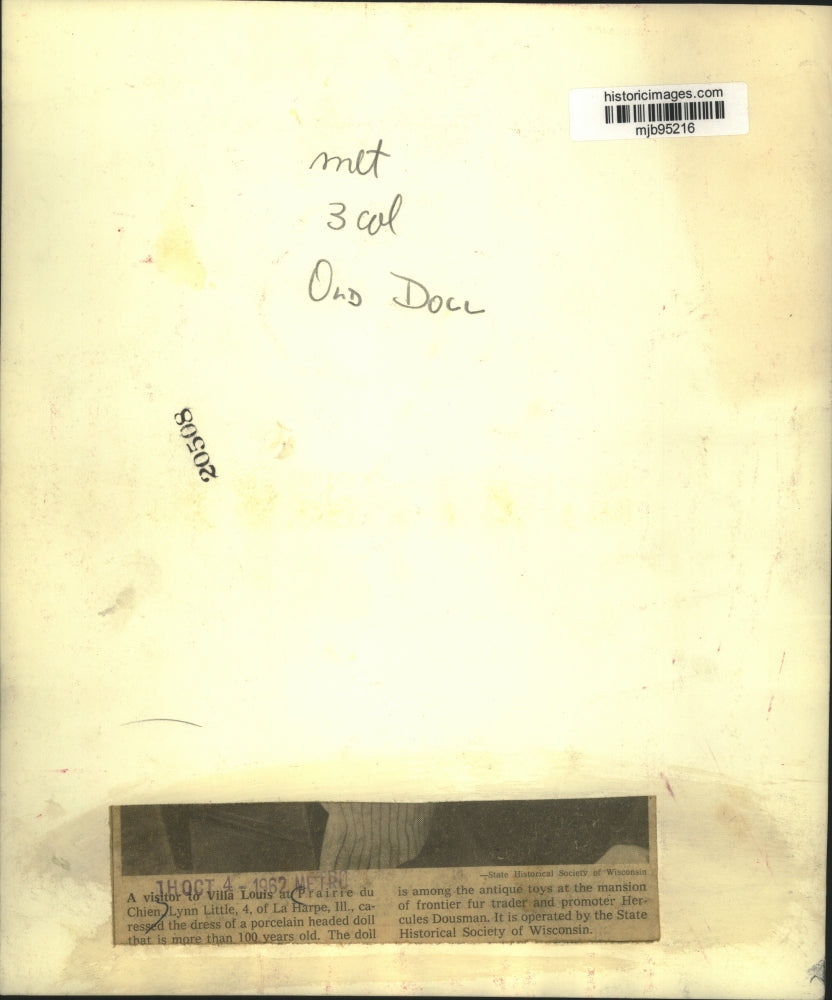 historicimages.com
mjb95216
met
3 col
OLD DOLL
20508
—State Historical Society of Wisconsin
TH OCT 4 - 1962 METRO
A visitor to Villa Louis at Prairie du
Chien, Lynn Little, 4, of La Harpe, Ill., ca-
ressed the dress of a porcelain headed doll
that is more than 100 years old. The doll
is among the antique toys at the mansion
of frontier fur trader and promoter Her-
cules Dousman. It is operated by the State
Historical Society of Wisconsin.